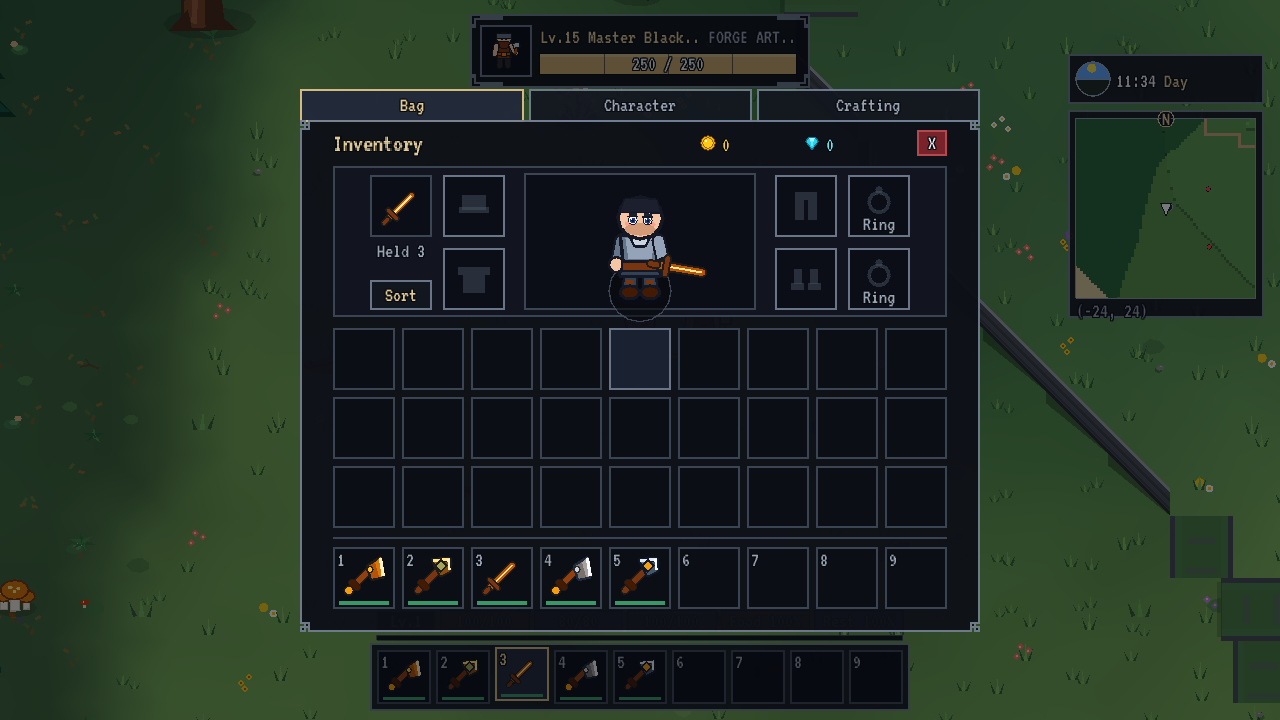 Lv.15 Master Black.. FORGE ART..
250 / 250
11:34 Day
N
(-24, 24)
Bag Character Crafting
Inventory 0 0 X
Held 3
Sort
Ring
Ring
1 2 3 4 5 6 7 8 9
1 2 3 4 5 6 7 8 9